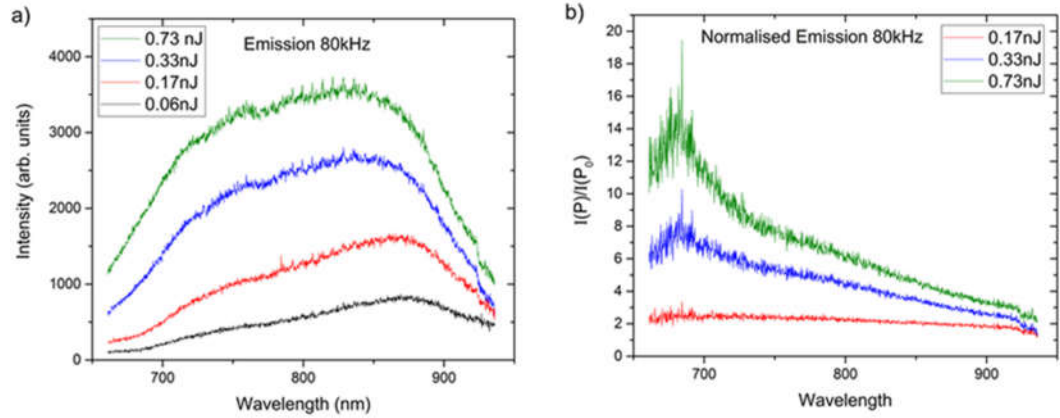 a)
0.73 nJ
0.33nJ
0.17nJ
0.06nJ
Emission 80kHz
4000
3000
2000
1000
0
Intensity (arb. units)
700
800
900
Wavelength (nm)
b)
Normalised Emission 80kHz
0.17nJ
0.33nJ
0.73nJ
20
18
16
14
12
10
8
6
4
2
0
I(P)/I(P₀)
700
800
900
Wavelength